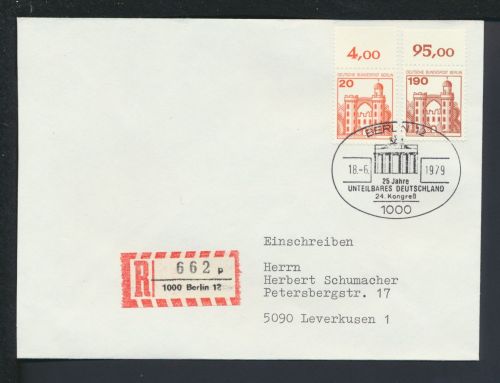 4,00
95,00
DEUTSCHE BUNDESPOST BERLIN
20
DEUTSCHE BUNDESPOST BERLIN
190
BERLIN 12
18.-6. 1979
25 Jahre
UNTEILBARES DEUTSCHLAND
24. Kongreß
1000
Einschreiben
Herrn
Herbert Schumacher
Petersbergstr. 17
5090 Leverkusen 1
R 662 p
1000 Berlin 12